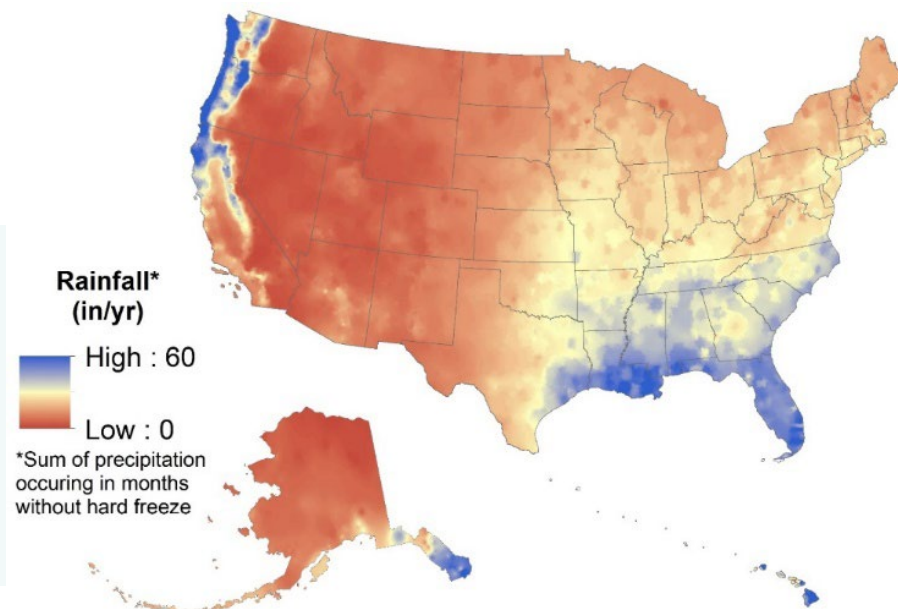 Rainfall*
(in/yr)
High : 60
Low : 0
*Sum of precipitation
occuring in months
without hard freeze